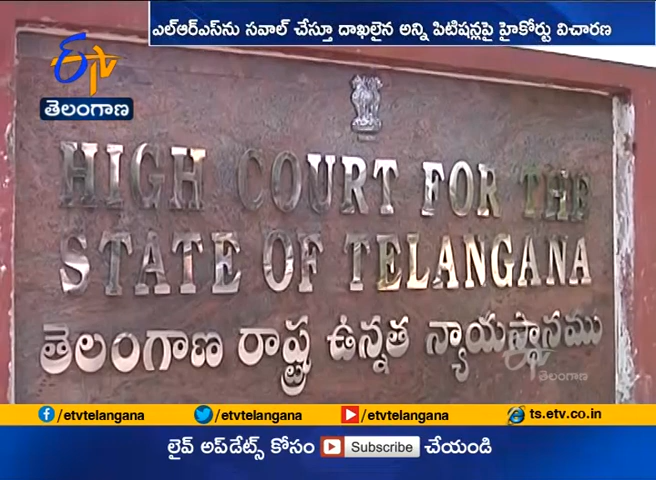 ఎల్ఆర్ఎస్‌ను సవాల్ చేస్తూ దాఖలైన అన్ని పిటిషన్లపై హైకోర్టు విచారణ
etv
తెలంగాణ
HIGH COURT FOR THE
STATE OF TELANGANA
తెలంగాణ రాష్ట్ర ఉన్నత న్యాయస్థానము
తెలంగాణ
/etvtelangana /etvtelangana /etvtelangana ts.etv.co.in
లైవ్ అప్‌డేట్స్ కోసం Subscribe చేయండి